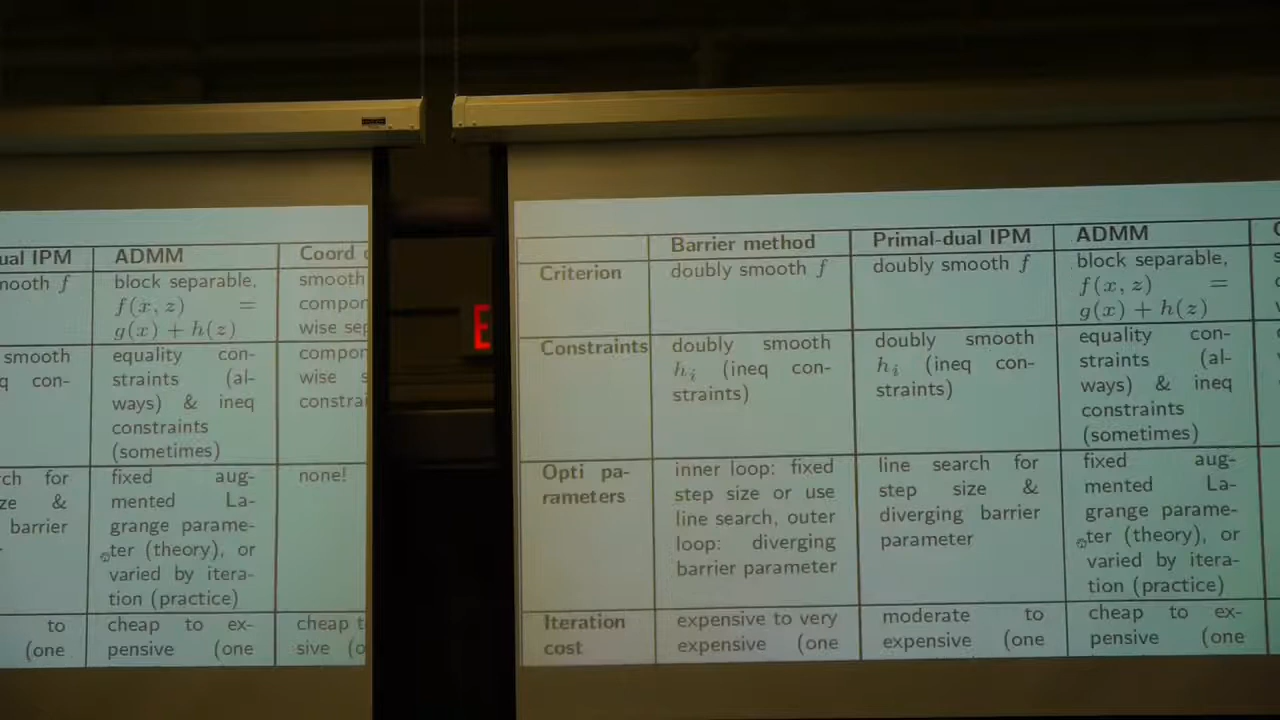 ual IPM
ADMM
Coord
mooth f
block separable,
f(x, z) =
g(x) + h(z)
smooth
compon
wise sep
smooth
q con-
equality con-
straints (al-
ways) & ineq
constraints
(sometimes)
compon
wise s
constrai
ch for
ze &
barrier
fixed aug-
mented La-
grange parame-
ter (theory), or
varied by itera-
tion (practice)
none!
to
(one
cheap to ex-
pensive (one
cheap t
sive (o
E
Barrier method
Primal-dual IPM
ADMM
Criterion
doubly smooth f
doubly smooth f
block separable,
f(x, z) =
g(x) + h(z)
Constraints
doubly smooth
h_i (ineq con-
straints)
doubly smooth
h_i (ineq con-
straints)
equality con-
straints (al-
ways) & ineq
constraints
(sometimes)
Opti pa-
rameters
inner loop: fixed
step size or use
line search, outer
loop: diverging
barrier parameter
line search for
step size &
diverging barrier
parameter
fixed aug-
mented La-
grange parame-
ter (theory), or
varied by itera-
tion (practice)
Iteration
cost
expensive to very
expensive (one
moderate to
expensive (one
cheap to ex-
pensive (one